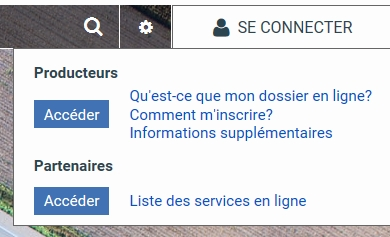 SE CONNECTER
Producteurs
Accéder
Qu'est-ce que mon dossier en ligne?
Comment m'inscrire?
Informations supplémentaires
Partenaires
Accéder
Liste des services en ligne